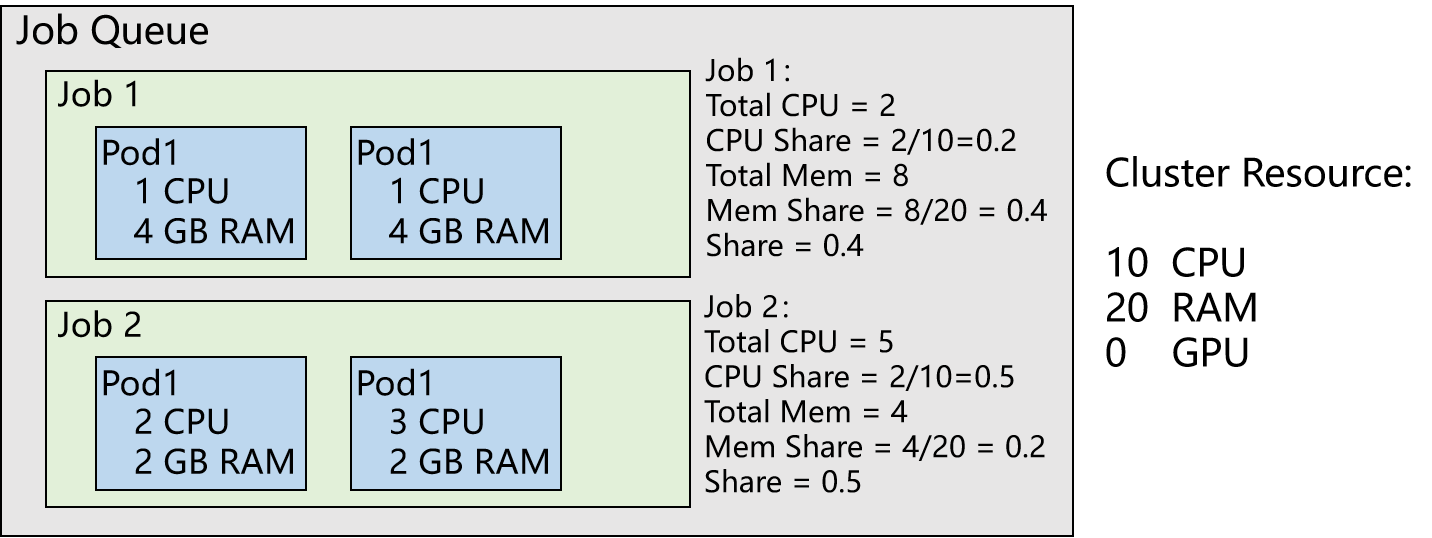 Job Queue
Job 1
Pod1
1 CPU
4 GB RAM
Pod1
1 CPU
4 GB RAM
Job 1：
Total CPU = 2
CPU Share = 2/10=0.2
Total Mem = 8
Mem Share = 8/20 = 0.4
Share = 0.4
Job 2
Pod1
2 CPU
2 GB RAM
Pod1
3 CPU
2 GB RAM
Job 2：
Total CPU = 5
CPU Share = 2/10=0.5
Total Mem = 4
Mem Share = 4/20 = 0.2
Share = 0.5
Cluster Resource:
10 CPU
20 RAM
0 GPU